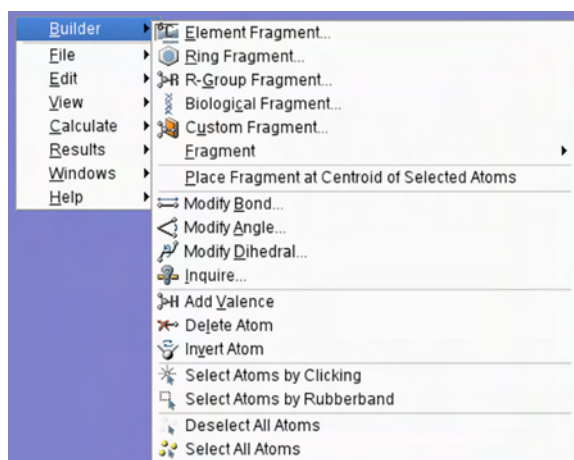 Builder
File
Edit
View
Calculate
Results
Windows
Help
Element Fragment...
Ring Fragment...
R-Group Fragment...
Biological Fragment...
Custom Fragment...
Fragment
Place Fragment at Centroid of Selected Atoms
Modify Bond...
Modify Angle...
Modify Dihedral...
Inquire...
Add Valence
Delete Atom
Invert Atom
Select Atoms by Clicking
Select Atoms by Rubberband
Deselect All Atoms
Select All Atoms